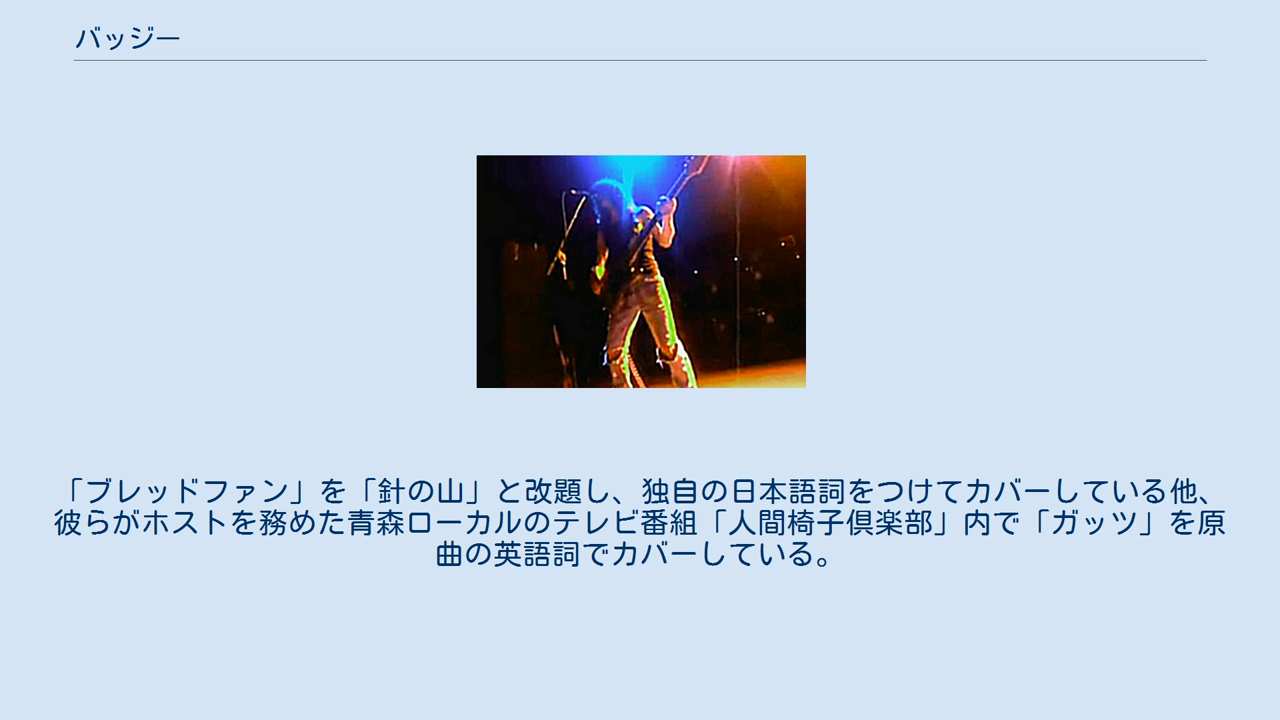 バッジー
「ブレッドファン」を「針の山」と改題し、独自の日本語詞をつけてカバーしている他、
彼らがホストを務めた青森ローカルのテレビ番組「人間椅子倶楽部」内で「ガッツ」を原
曲の英語詞でカバーしている。